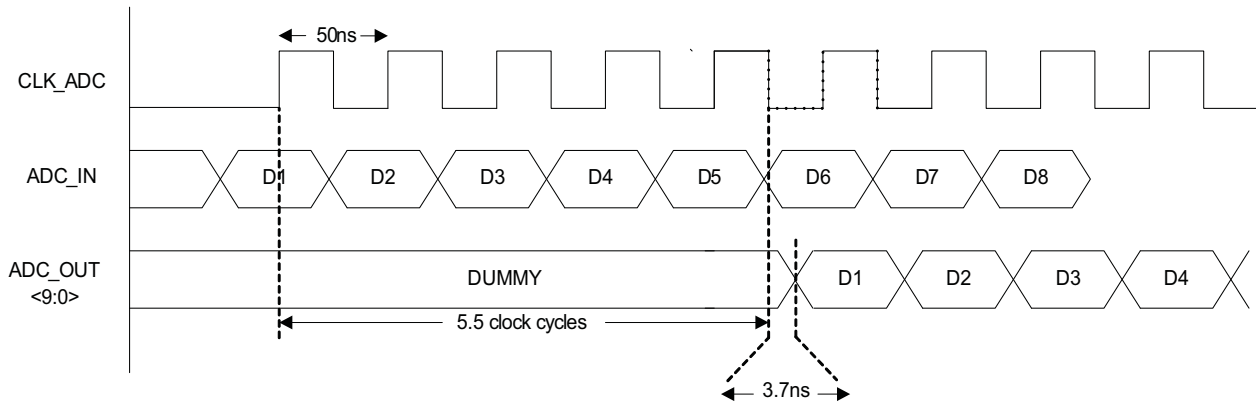 50ns
CLK_ADC
ADC_IN
D1 D2 D3 D4 D5 D6 D7 D8
ADC_OUT
<9:0>
DUMMY D1 D2 D3 D4
5.5 clock cycles
3.7ns